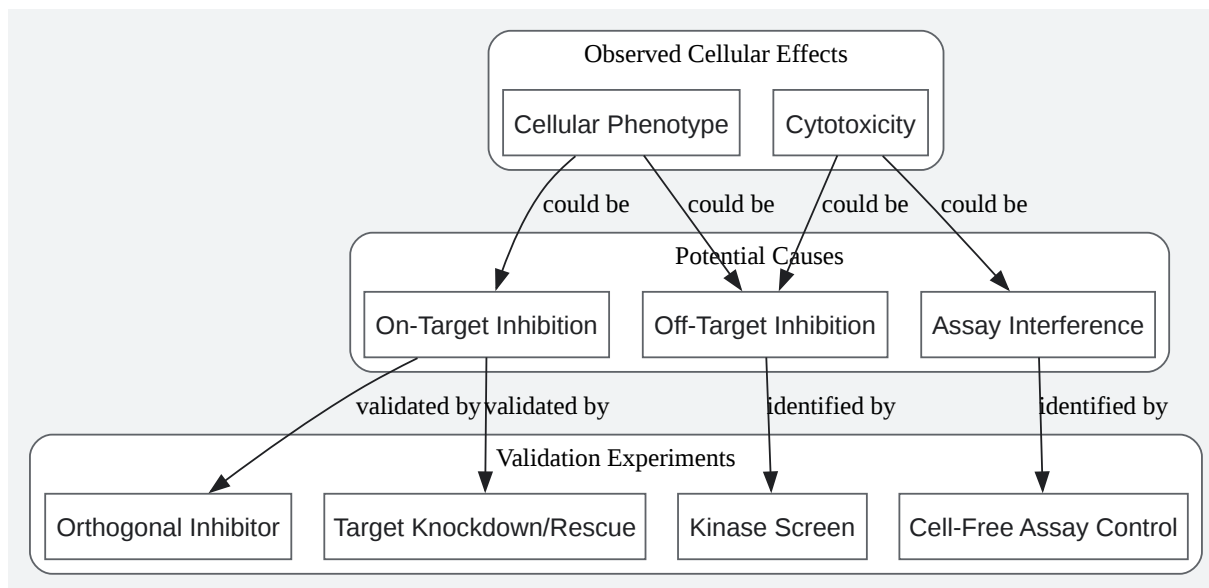 Observed Cellular Effects
Cellular Phenotype
Cytotoxicity
could be
could be
could be
could be
Potential Causes
On-Target Inhibition
Off-Target Inhibition
Assay Interference
validated by
validated by
identified by
identified by
Validation Experiments
Orthogonal Inhibitor
Target Knockdown/Rescue
Kinase Screen
Cell-Free Assay Control